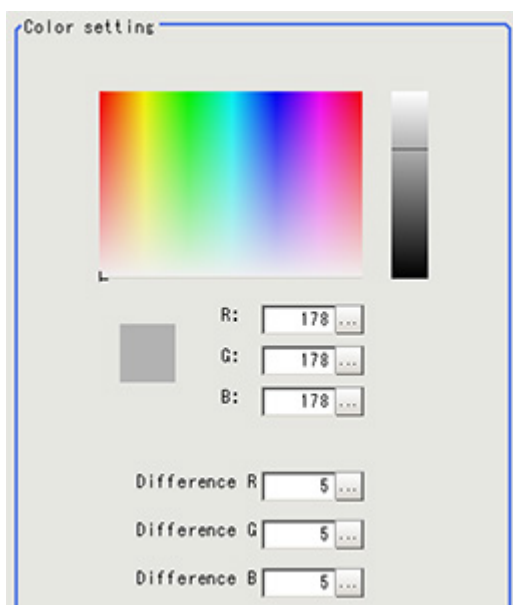 Color setting
R: 178 ...
G: 178 ...
B: 178 ...
Difference R 5 ...
Difference G 5 ...
Difference B 5 ...